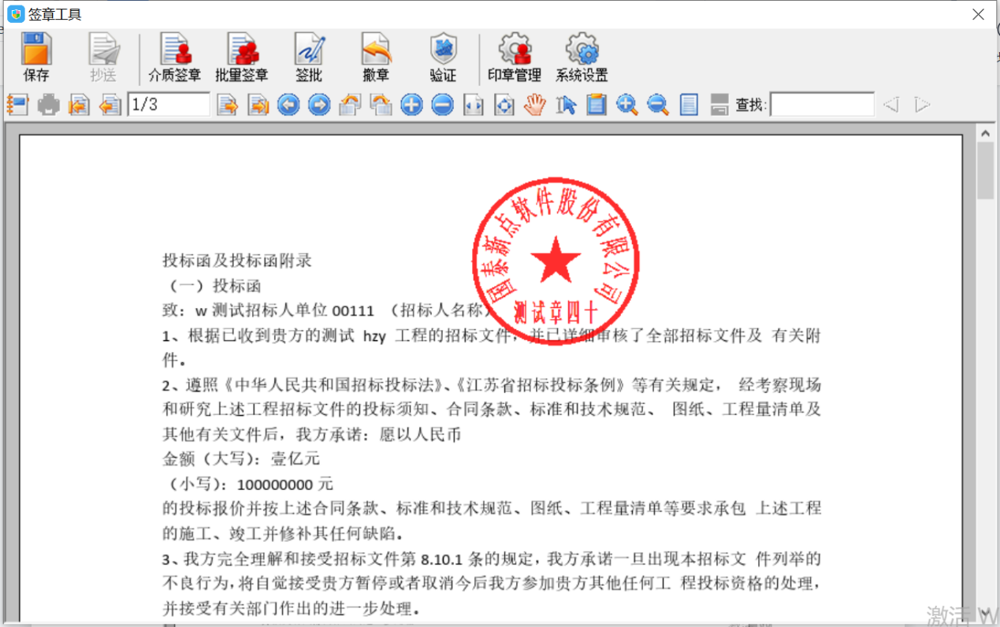 签章工具
保存
抄送
介质签章
批量签章
签批
撤章
验证
印章管理
系统设置
1/3
查找:
国泰新点软件股份有限公司
测试章四十
投标函及投标函附录
（一）投标函
致：w 测试招标人单位 00111 （招标人名称）
1、根据已收到贵方的测试 hzy 工程的招标文件，并已详细审核了全部招标文件及 有关附
件。
2、遵照《中华人民共和国招标投标法》、《江苏省招标投标条例》等有关规定， 经考察现场
和研究上述工程招标文件的投标须知、合同条款、标准和技术规范、 图纸、工程量清单及
其他有关文件后，我方承诺：愿以人民币
金额（大写）：壹亿元
（小写）：100000000 元
的投标报价并按上述合同条款、标准和技术规范、图纸、工程量清单等要求承包 上述工程
的施工、竣工并修补其任何缺陷。
3、我方完全理解和接受招标文件第 8.10.1 条的规定，我方承诺一旦出现本招标文 件列举的
不良行为，将自觉接受贵方暂停或者取消今后我方参加贵方其他任何工 程投标资格的处理，
并接受有关部门作出的进一步处理。
激活 W